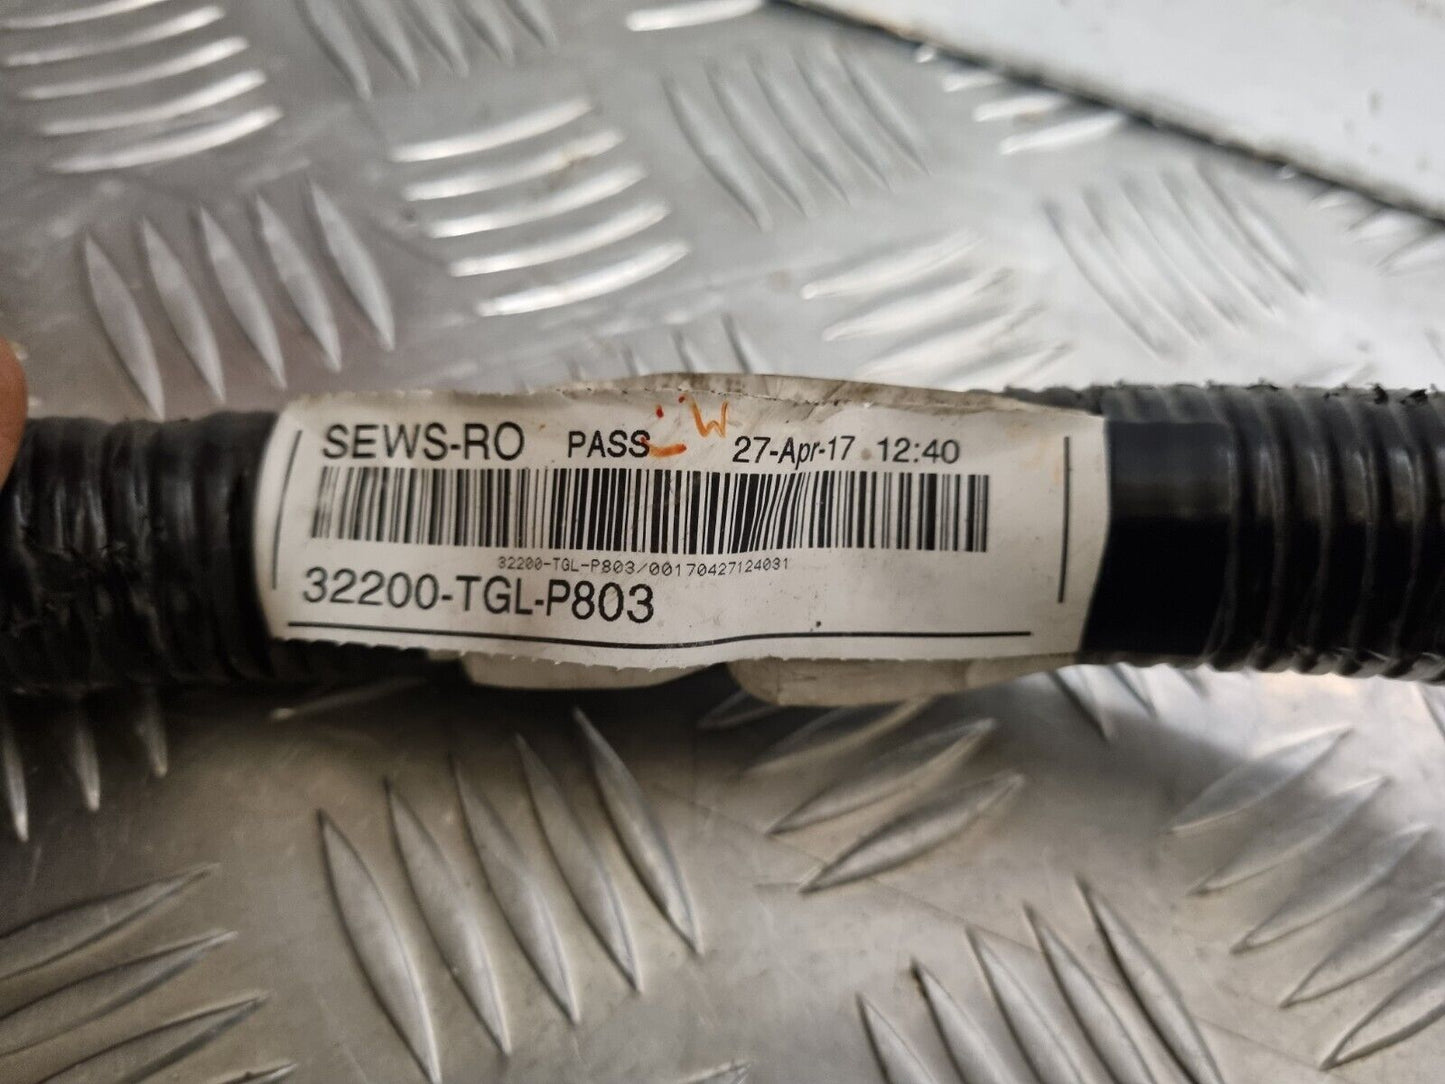 SEWS-RO PASS W 27-Apr-17 12:40
32200-TGL-P803/00170427124031
32200-TGL-P803